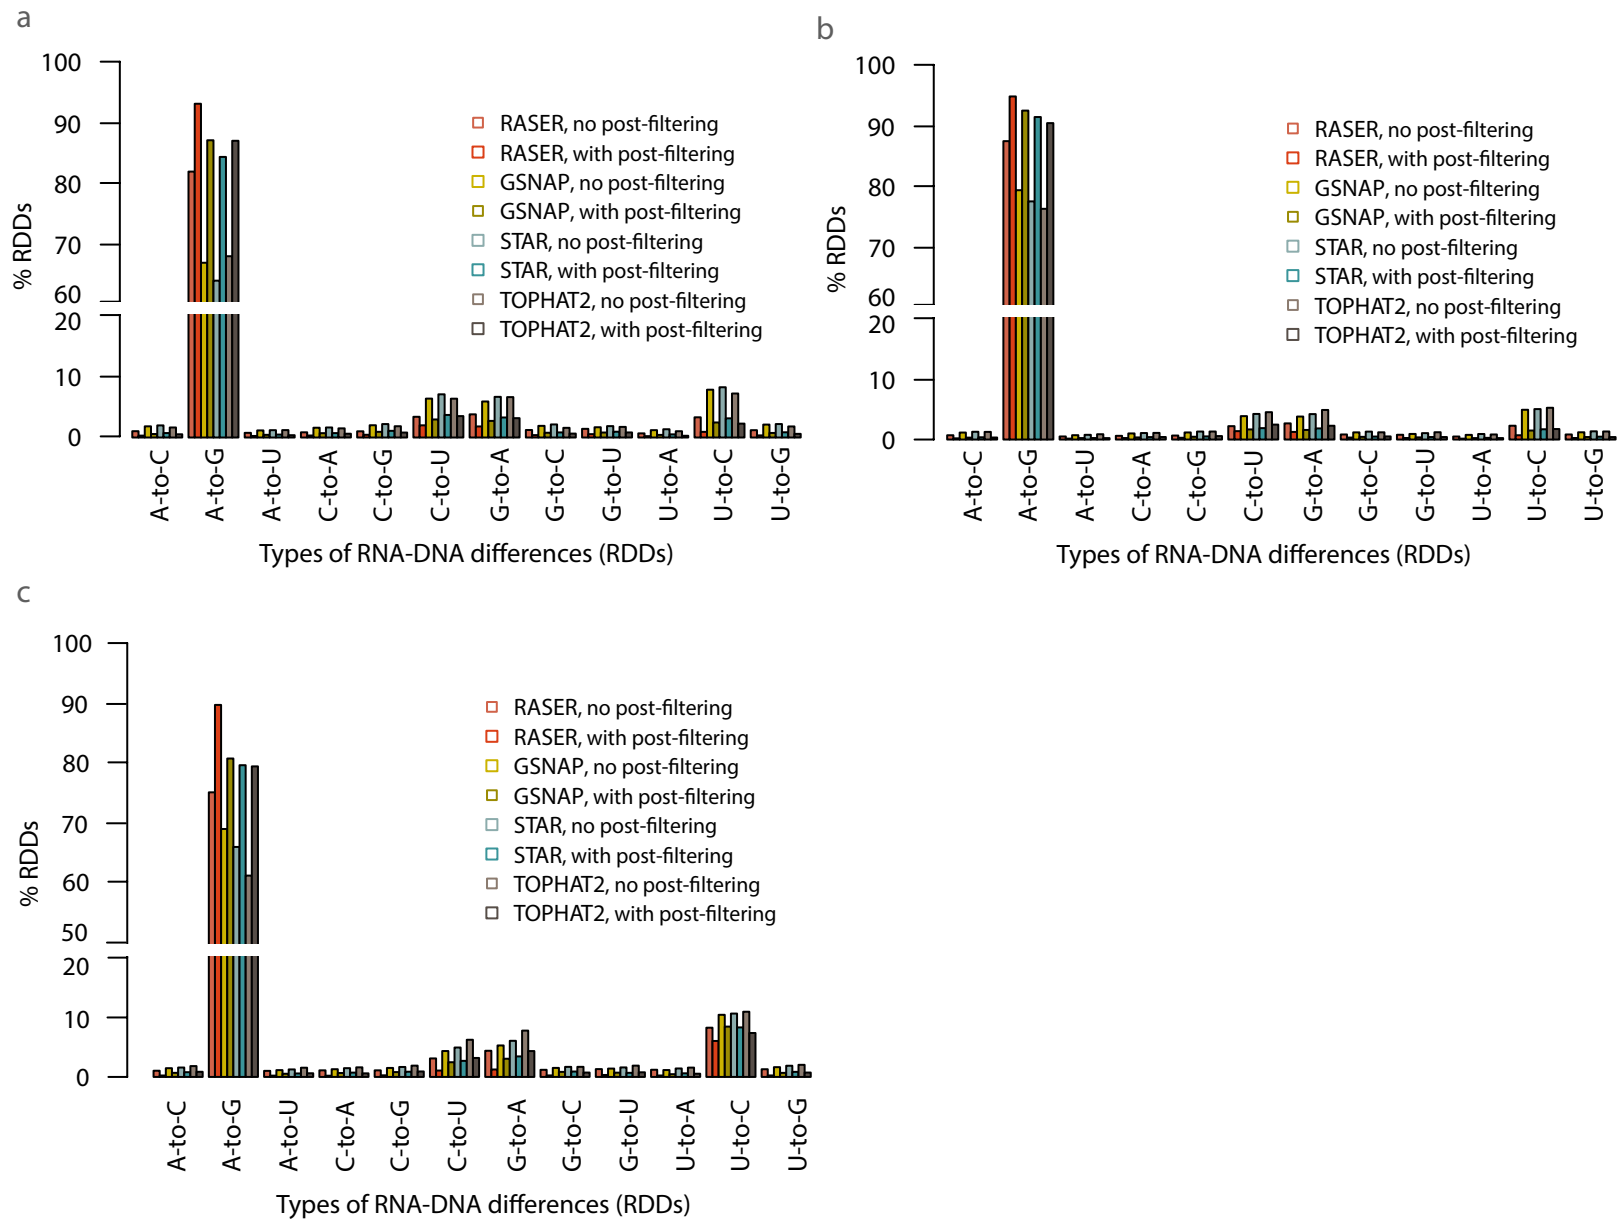 a
100
90
80
70
60
20
10
0
% RDDs
RASER, no post-filtering
RASER, with post-filtering
GSNAP, no post-filtering
GSNAP, with post-filtering
STAR, no post-filtering
STAR, with post-filtering
TOPHAT2, no post-filtering
TOPHAT2, with post-filtering
A-to-C
A-to-G
A-to-U
C-to-A
C-to-G
C-to-U
G-to-A
G-to-C
G-to-U
U-to-A
U-to-C
U-to-G
Types of RNA-DNA differences (RDDs)
b
100
90
80
70
60
20
10
0
% RDDs
RASER, no post-filtering
RASER, with post-filtering
GSNAP, no post-filtering
GSNAP, with post-filtering
STAR, no post-filtering
STAR, with post-filtering
TOPHAT2, no post-filtering
TOPHAT2, with post-filtering
A-to-C
A-to-G
A-to-U
C-to-A
C-to-G
C-to-U
G-to-A
G-to-C
G-to-U
U-to-A
U-to-C
U-to-G
Types of RNA-DNA differences (RDDs)
c
100
90
80
70
60
50
20
10
0
% RDDs
RASER, no post-filtering
RASER, with post-filtering
GSNAP, no post-filtering
GSNAP, with post-filtering
STAR, no post-filtering
STAR, with post-filtering
TOPHAT2, no post-filtering
TOPHAT2, with post-filtering
A-to-C
A-to-G
A-to-U
C-to-A
C-to-G
C-to-U
G-to-A
G-to-C
G-to-U
U-to-A
U-to-C
U-to-G
Types of RNA-DNA differences (RDDs)